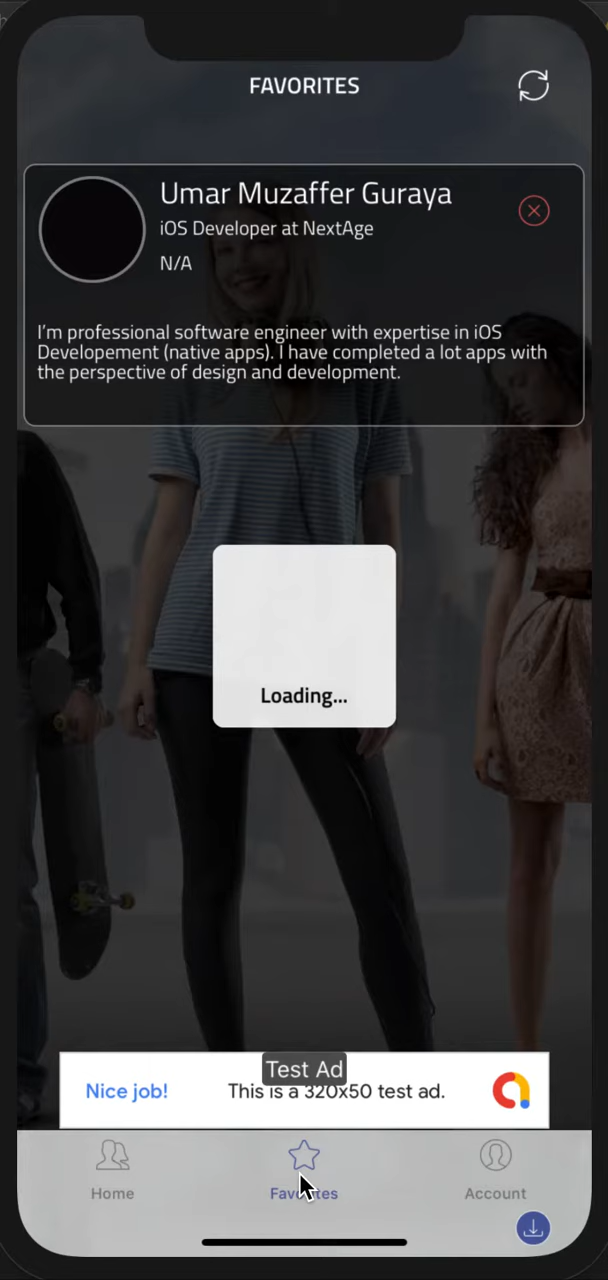 FAVORITES
Umar Muzaffer Guraya
iOS Developer at NextAge
N/A
I'm professional software engineer with expertise in iOS
Developement (native apps). I have completed a lot apps with
the perspective of design and development.
Loading...
Test Ad
Nice job! This is a 320x50 test ad.
Home Favorites Account